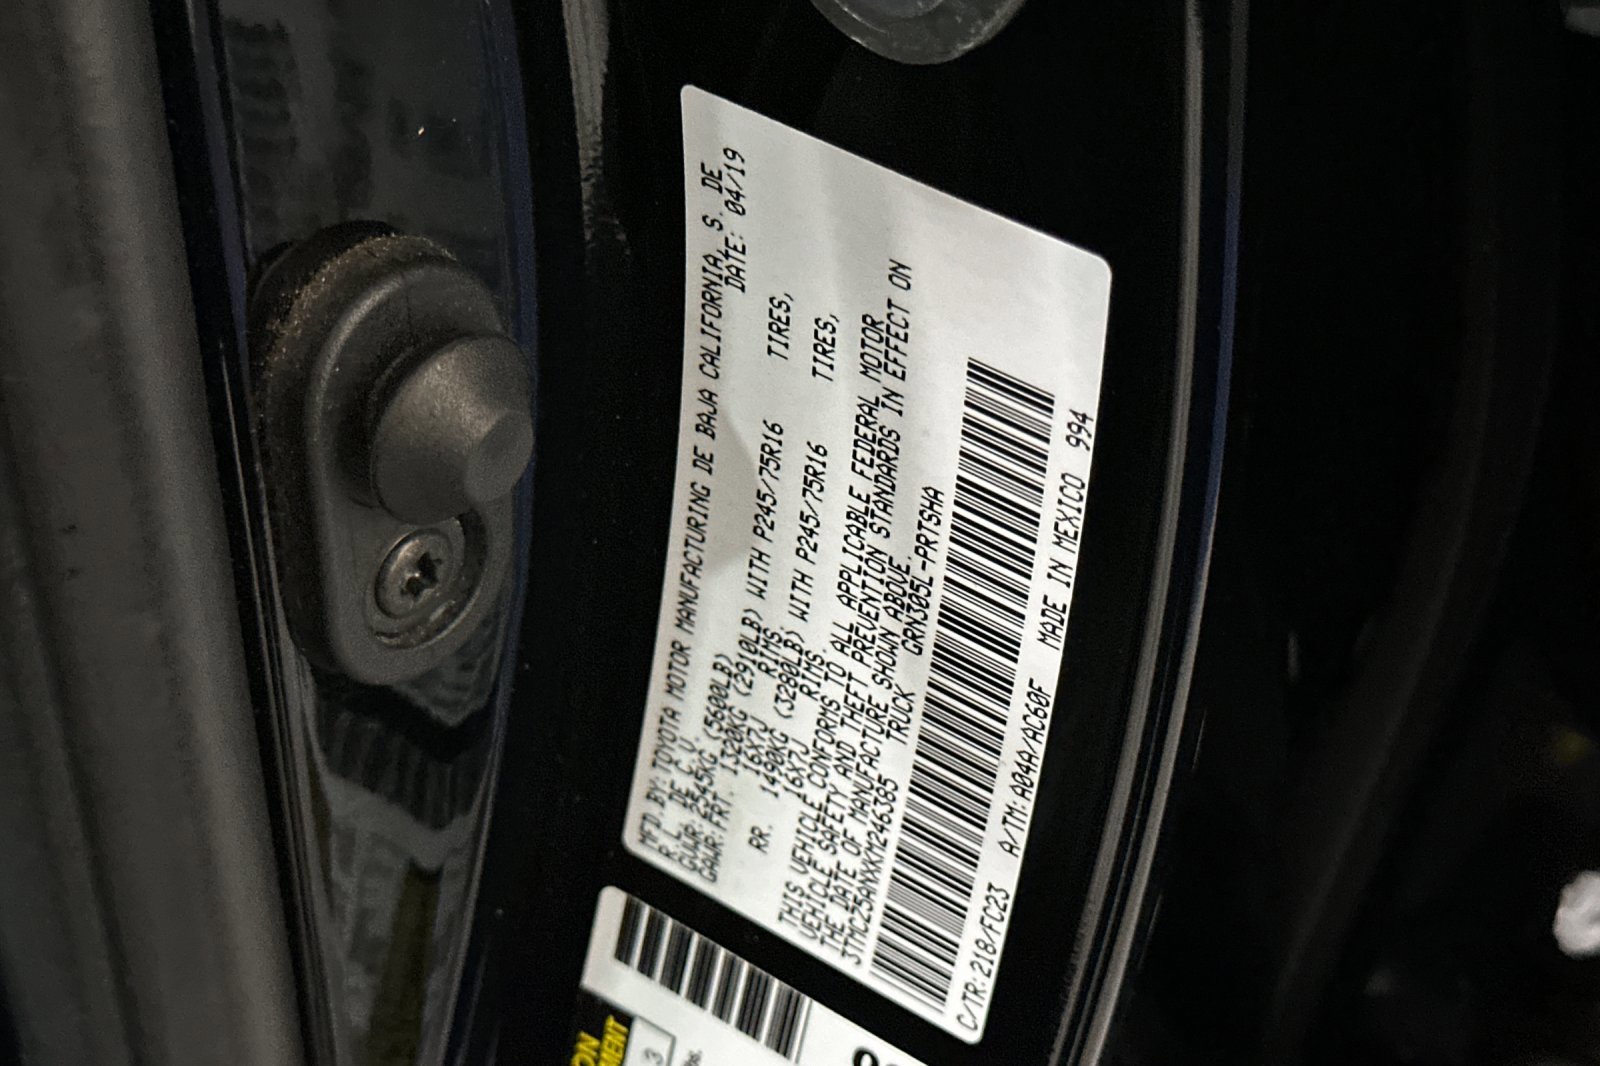 MFD.BY:TOYOTA MOTOR MANUFACTURING DE BAJA CALIFORNIA, S. DE
R.L. DE C.V. DATE: 04/19
GVWR:2545KG (5600LB)
GAWR:FRT. 1320KG (2910LB) WITH P245/75R16 TIRES,
16X7J RIMS,
RR. 1490KG (3280LB) WITH P245/75R16 TIRES,
16X7J RIMS.
THIS VEHICLE CONFORMS TO ALL APPLICABLE FEDERAL MOTOR
VEHICLE SAFETY AND THEFT PREVENTION STANDARDS IN EFFECT ON
THE DATE OF MANUFACTURE SHOWN ABOVE.
3TMCZ5ANXKM246385 TRUCK GRN305L-PRTSHA
C/TR:218/FC23 A/TM:A04A/AC60F MADE IN MEXICO 994
3